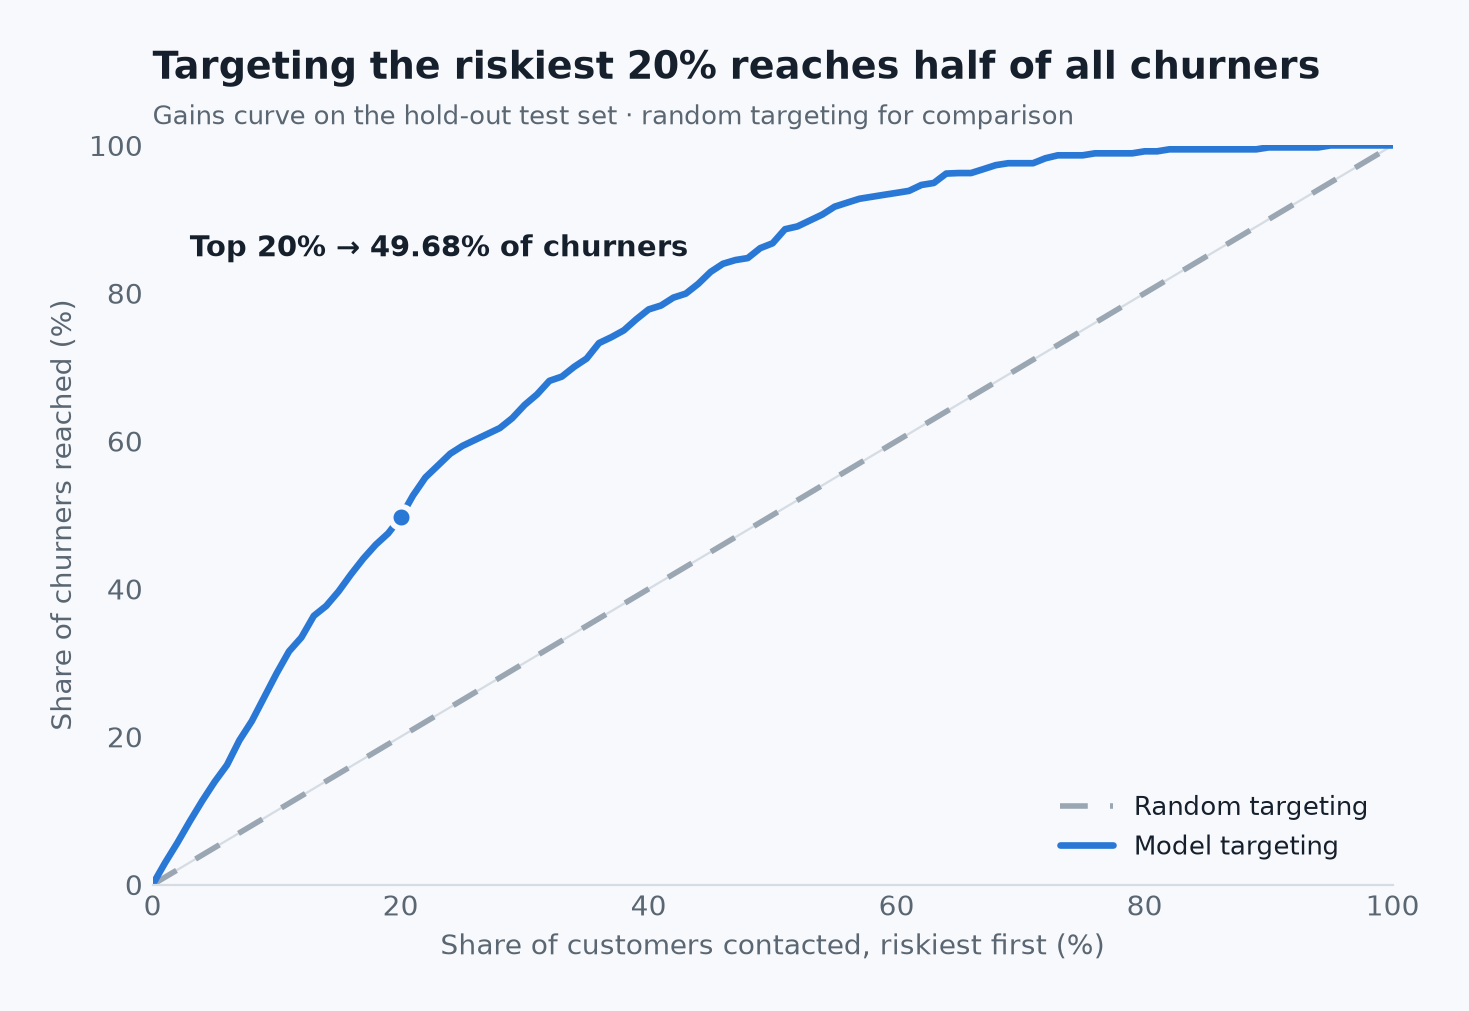 Targeting the riskiest 20% reaches half of all churners
Gains curve on the hold-out test set · random targeting for comparison
100
Top 20% → 49.68% of churners
80
60
40
20
0
Share of churners reached (%)
Random targeting
Model targeting
0 20 40 60 80 100
Share of customers contacted, riskiest first (%)